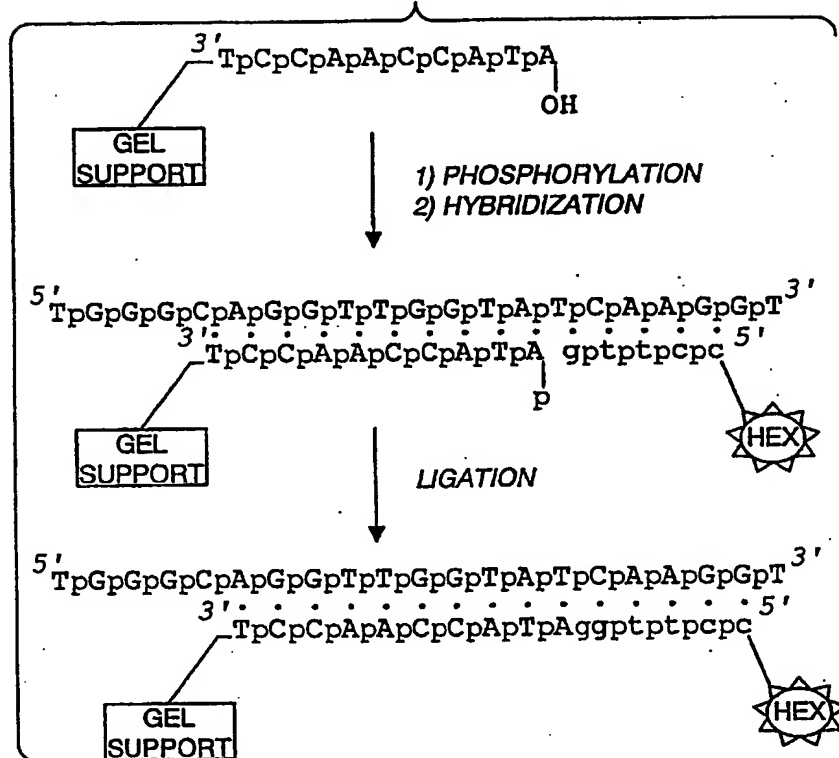 3' TpCpCpApApCpCpApTpA
OH
GEL
SUPPORT
1) PHOSPHORYLATION
2) HYBRIDIZATION
5' TpGpGpGpCpApGpGpTpTpGpGpTpApTpCpApApGpGpT 3'
3' TpCpCpApApCpCpApTpA gptptpcpc 5'
p
GEL
SUPPORT
HEX
LIGATION
5' TpGpGpGpCpApGpGpTpTpGpGpTpApTpCpApApGpGpT 3'
3' TpCpCpApApCpCpApTpAggptptpcpc 5'
GEL
SUPPORT
HEX